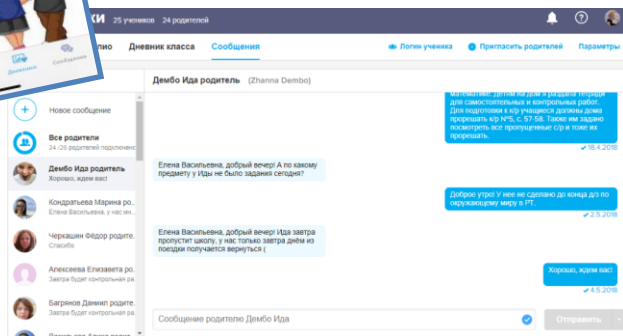 КИ 25 учеников 24 родителей
лио Дневник класса Сообщения Логин ученика Пригласить родителей Параметры
Дневники Сообщения
Дембо Ида родитель (Zhanna Dembo)
Новое сообщение
Все родители
24 /26 родителей подключено
Дембо Ида родитель
Хорошо, ждем вас!
Кондратьева Марина ро..
Елена Васильевна, у нас ин..
Черкашин Фёдор родите..
Спасибо
Алексеева Елизавета ро..
Завтра будет контрольная ра..
Багрянов Даниил родите..
Завтра будет контрольная ра..
математике. Детям на дом я раздала тетради
для самостоятельных и контрольных работ.
Для подготовки к к/р учащиеся должны дома
прорешать к/р №5, с. 57-58. Также им задано
посмотреть все пропущенные с/р и тоже их
прорешать.
18.4.2018
Елена Васильевна, добрый вечер! А по какому
предмету у Иды не было задания сегодня?
Доброе утро! У нее не сделано до конца д/з по
окружающему миру в РТ.
2.5.2018
Елена Васильевна, добрый вечер! Ида завтра
пропустит школу, у нас только завтра днём из
поездки получается вернуться (
Хорошо, ждем вас!
4.5.2018
Сообщение родителю Дембо Ида
Отправить